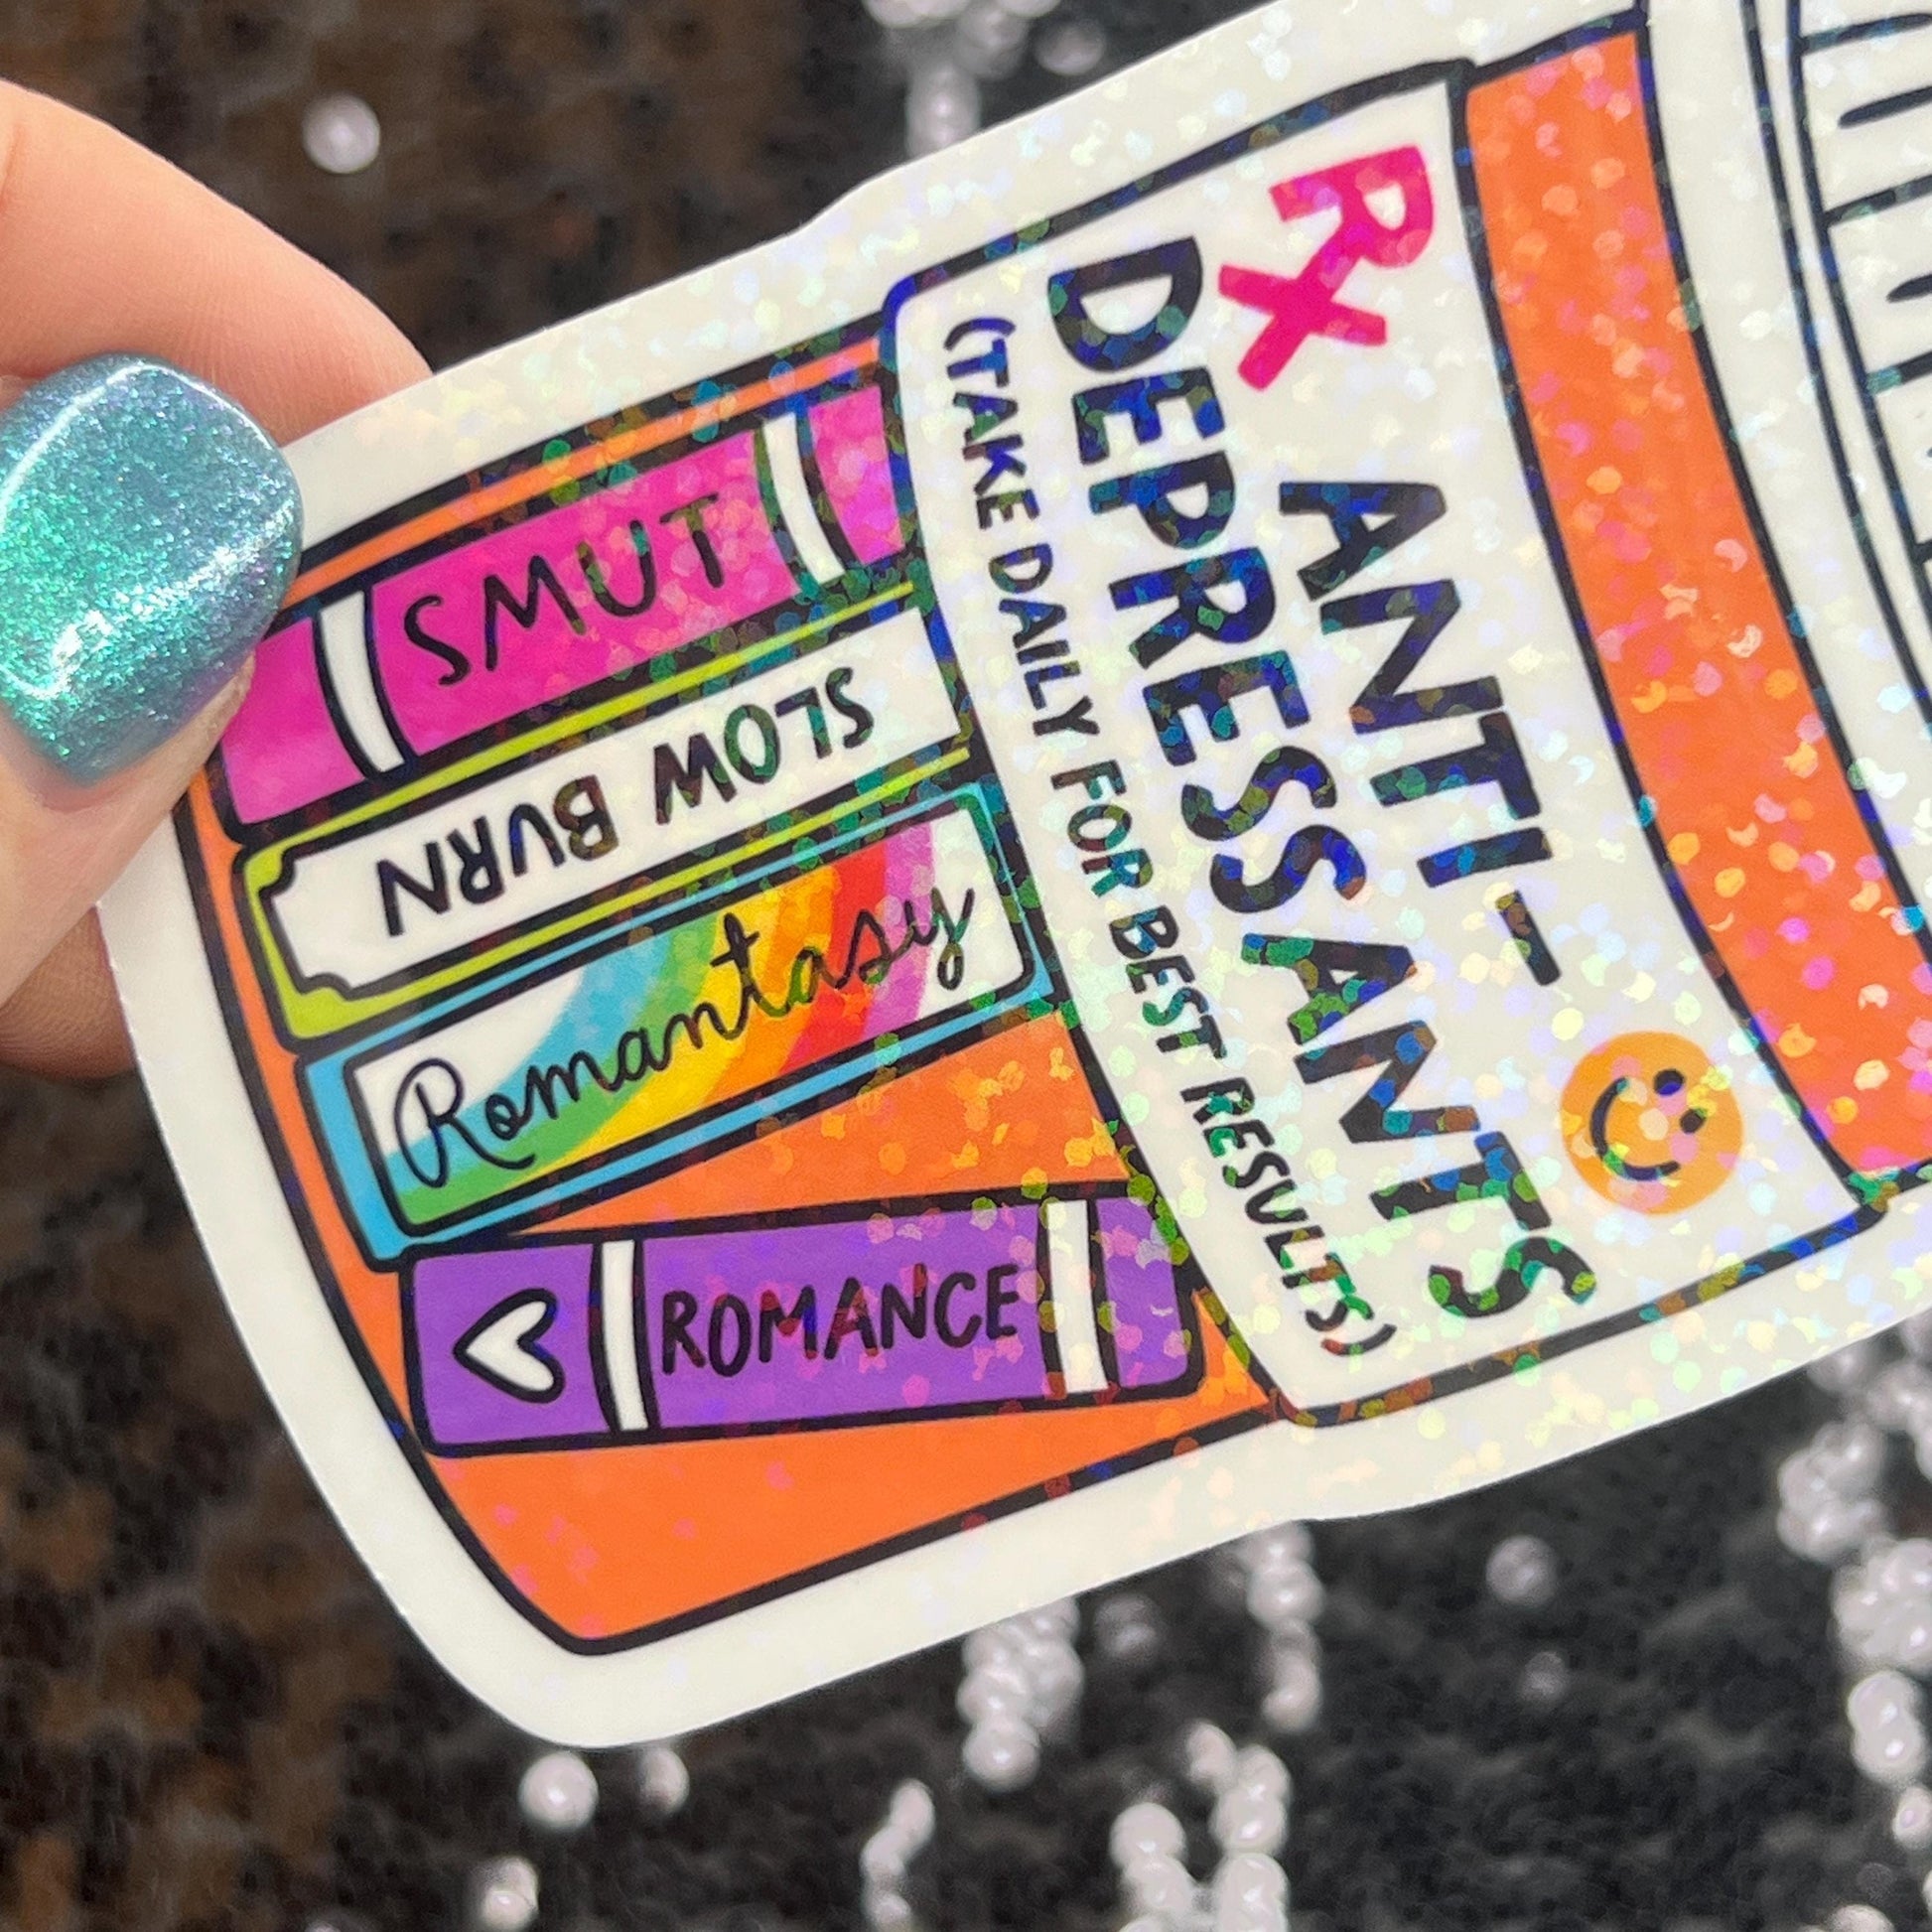 Rx
ANTI-
DEPRESSANTS
(TAKE DAILY FOR BEST RESULTS)
SMUT
SLOW BURN
Romantasy
ROMANCE